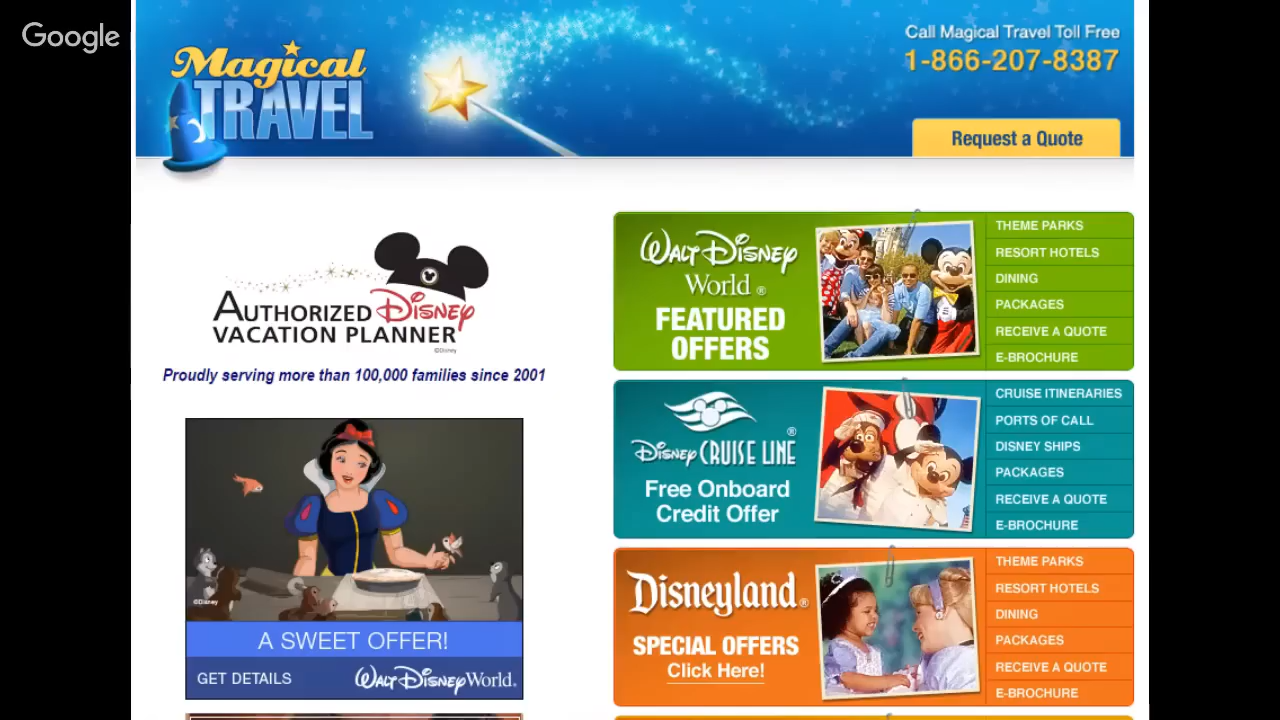 Google
Magical
TRAVEL
Call Magical Travel Toll Free
1-866-207-8387
Request a Quote
AUTHORIZED Disney
VACATION PLANNER
©Disney
Proudly serving more than 100,000 families since 2001
©Disney
A SWEET OFFER!
GET DETAILS
WALT DISNEY World.
WALT DISNEY
World ®
FEATURED
OFFERS
THEME PARKS
RESORT HOTELS
DINING
PACKAGES
RECEIVE A QUOTE
E-BROCHURE
Disney CRUISE LINE®
Free Onboard
Credit Offer
CRUISE ITINERARIES
PORTS OF CALL
DISNEY SHIPS
PACKAGES
RECEIVE A QUOTE
E-BROCHURE
Disneyland®
SPECIAL OFFERS
Click Here!
THEME PARKS
RESORT HOTELS
DINING
PACKAGES
RECEIVE A QUOTE
E-BROCHURE